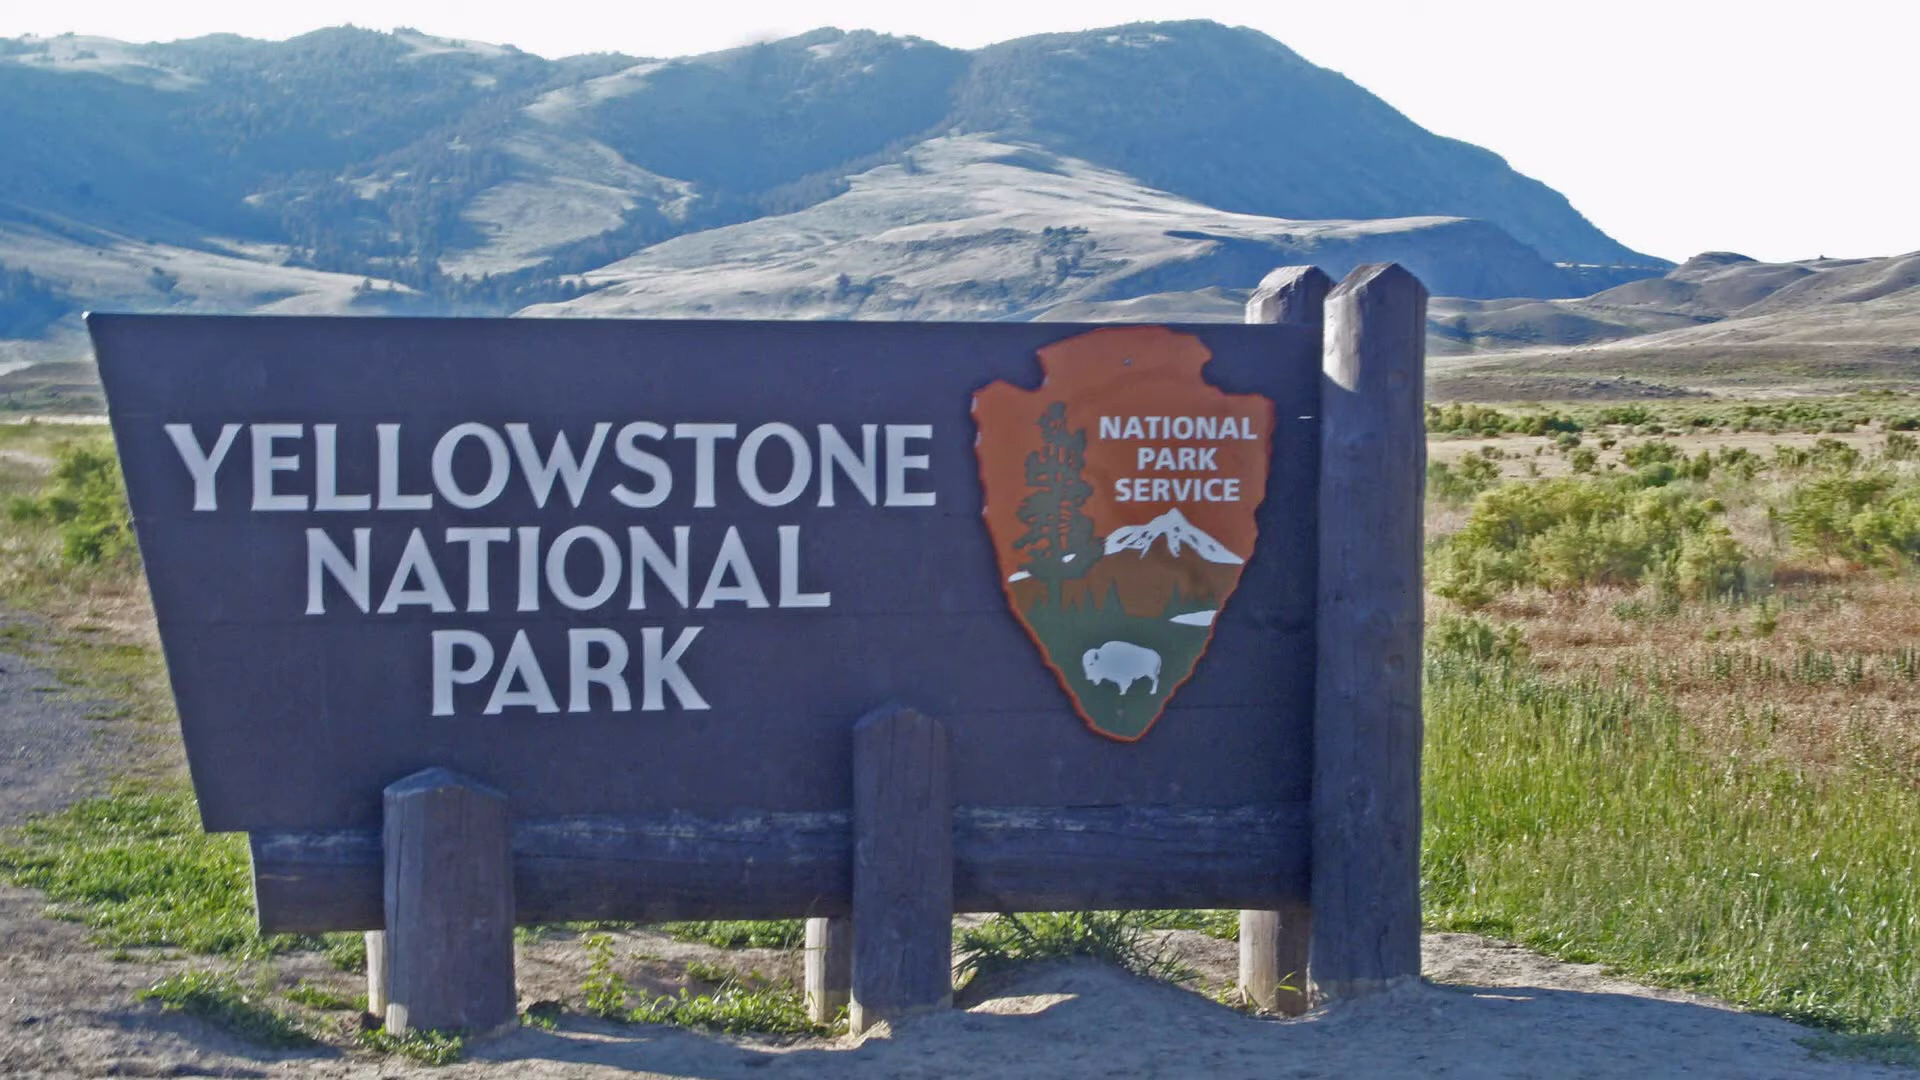 YELLOWSTONE
NATIONAL
PARK
NATIONAL
PARK
SERVICE